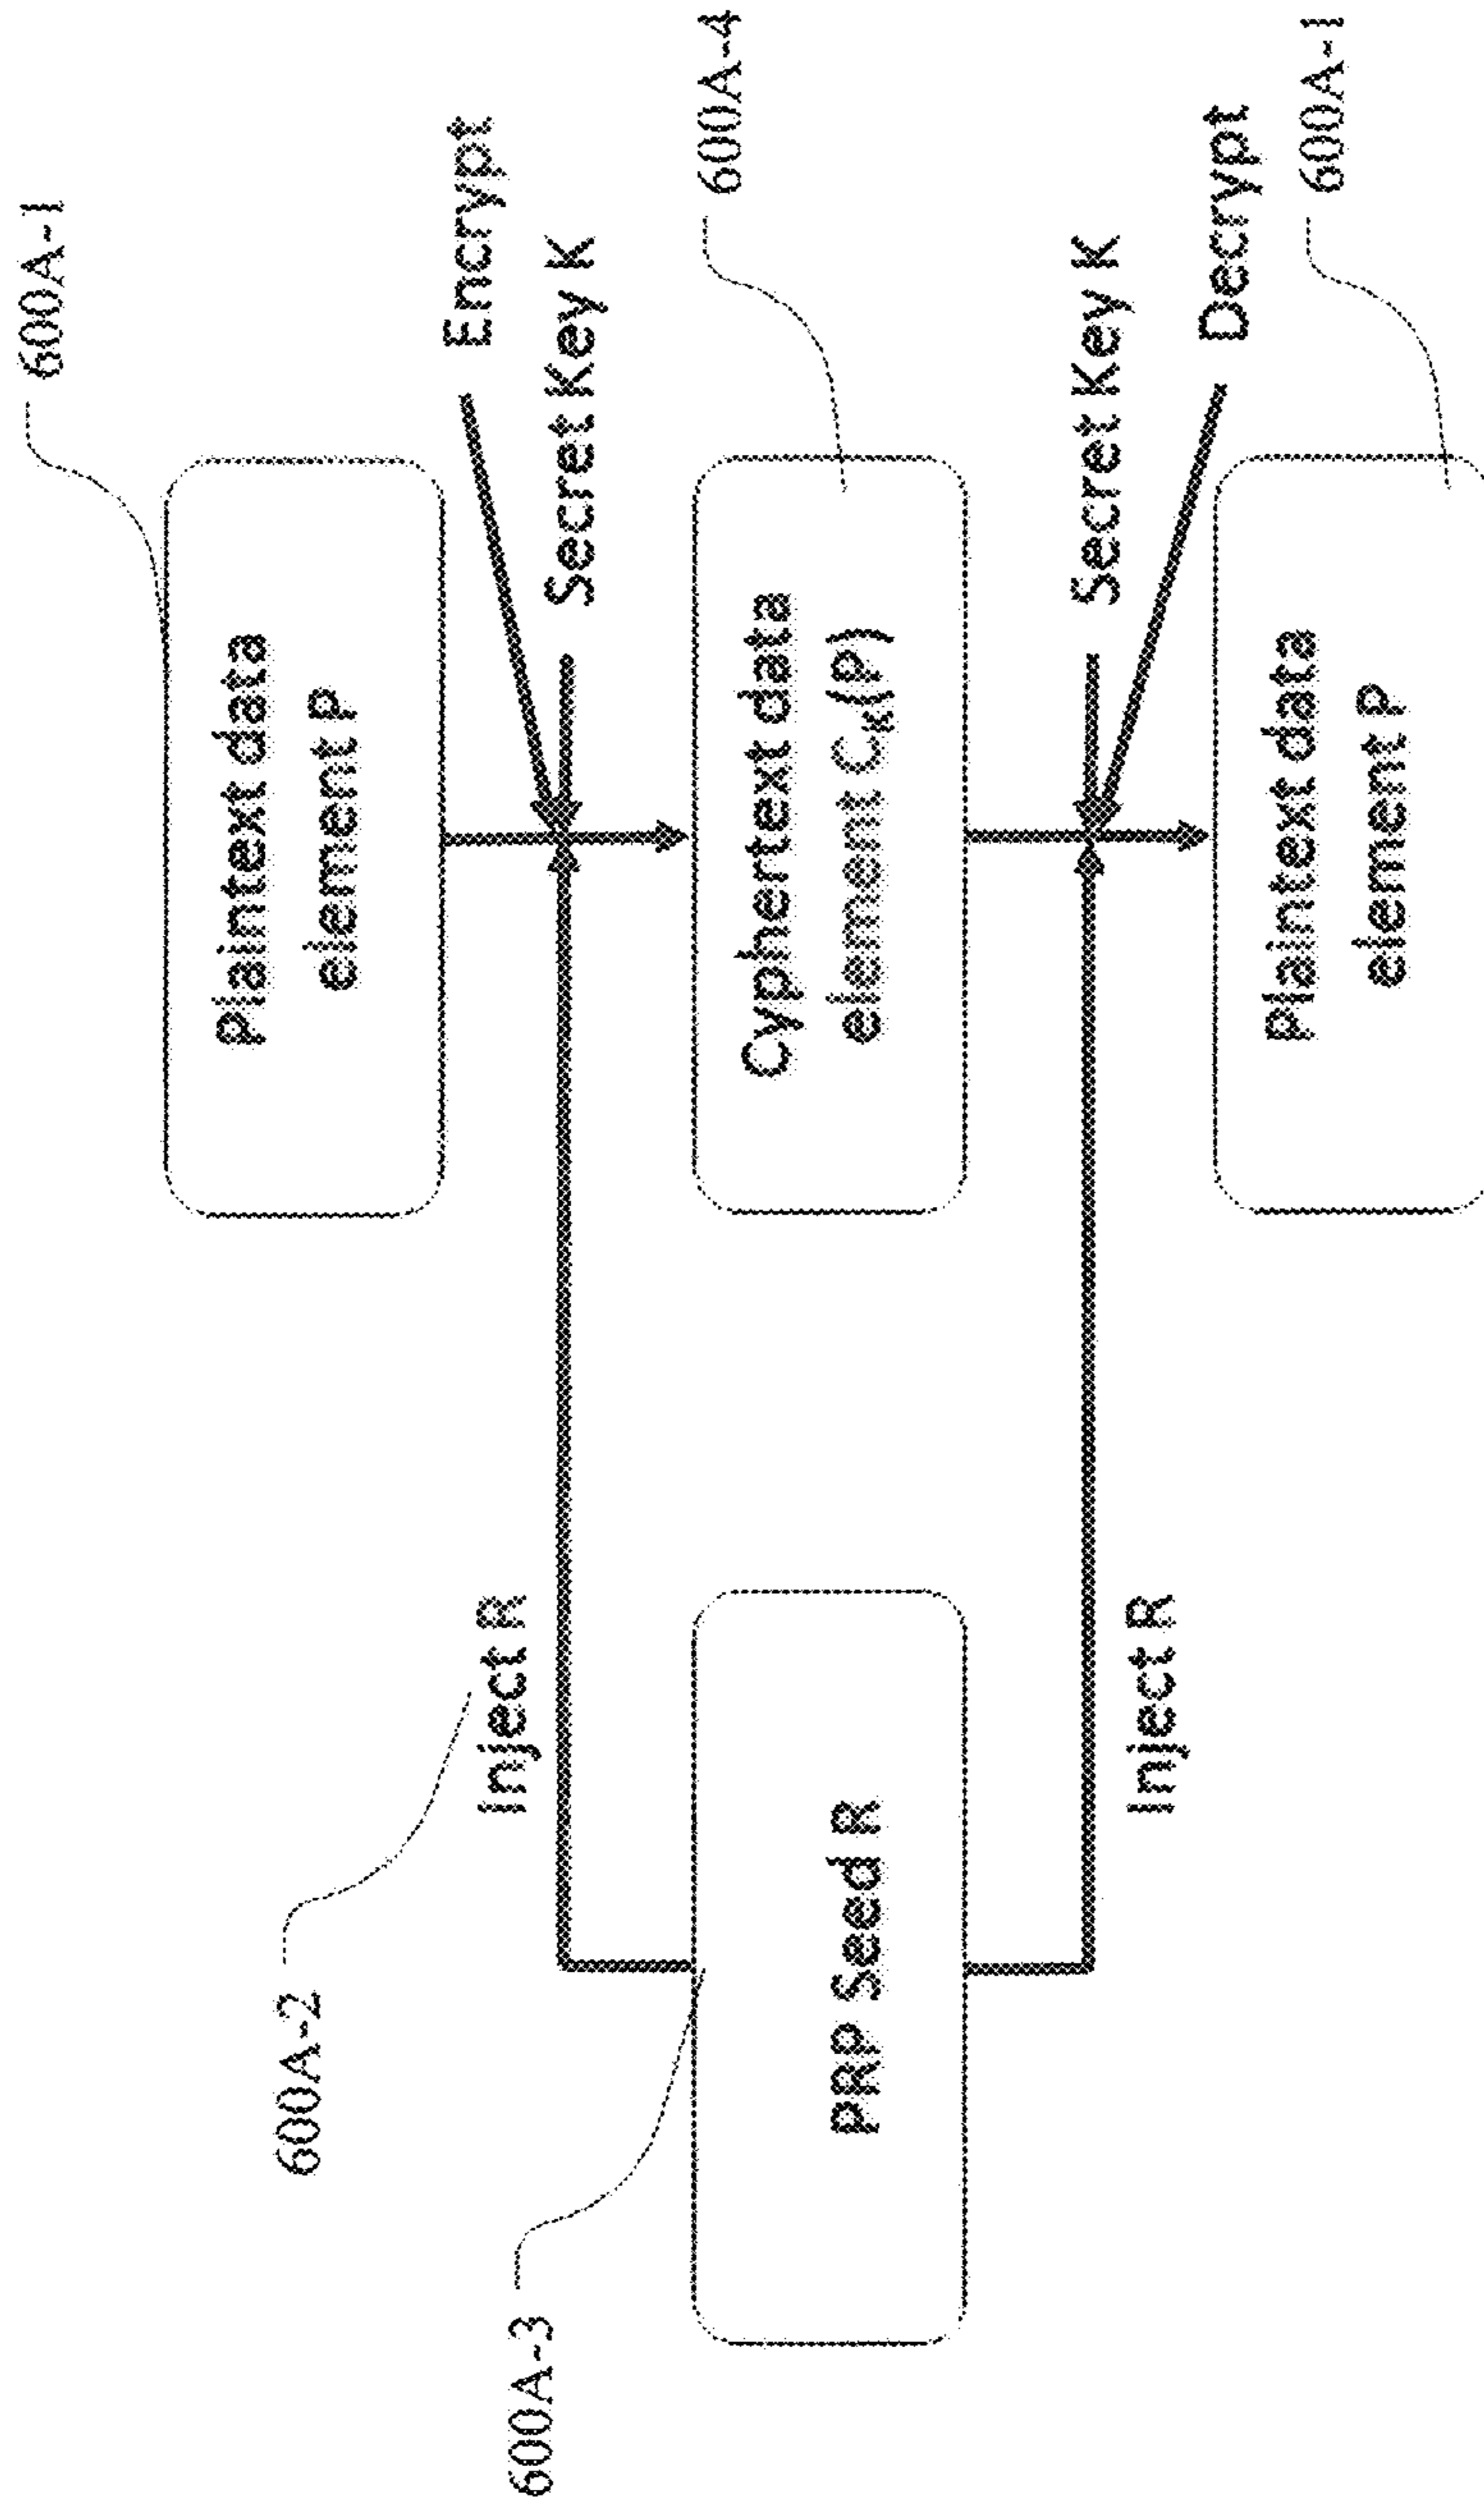 600A-1
Plaintext data
element P
600A-2
Encrypt
Inject R
600A-3
Secret Key K
600A-4
Cyphertext data
element Cₖ(P)
PRP Seed R
Secret Key K
Inject R
Decrypt
600A-1
Plaintext data
element P